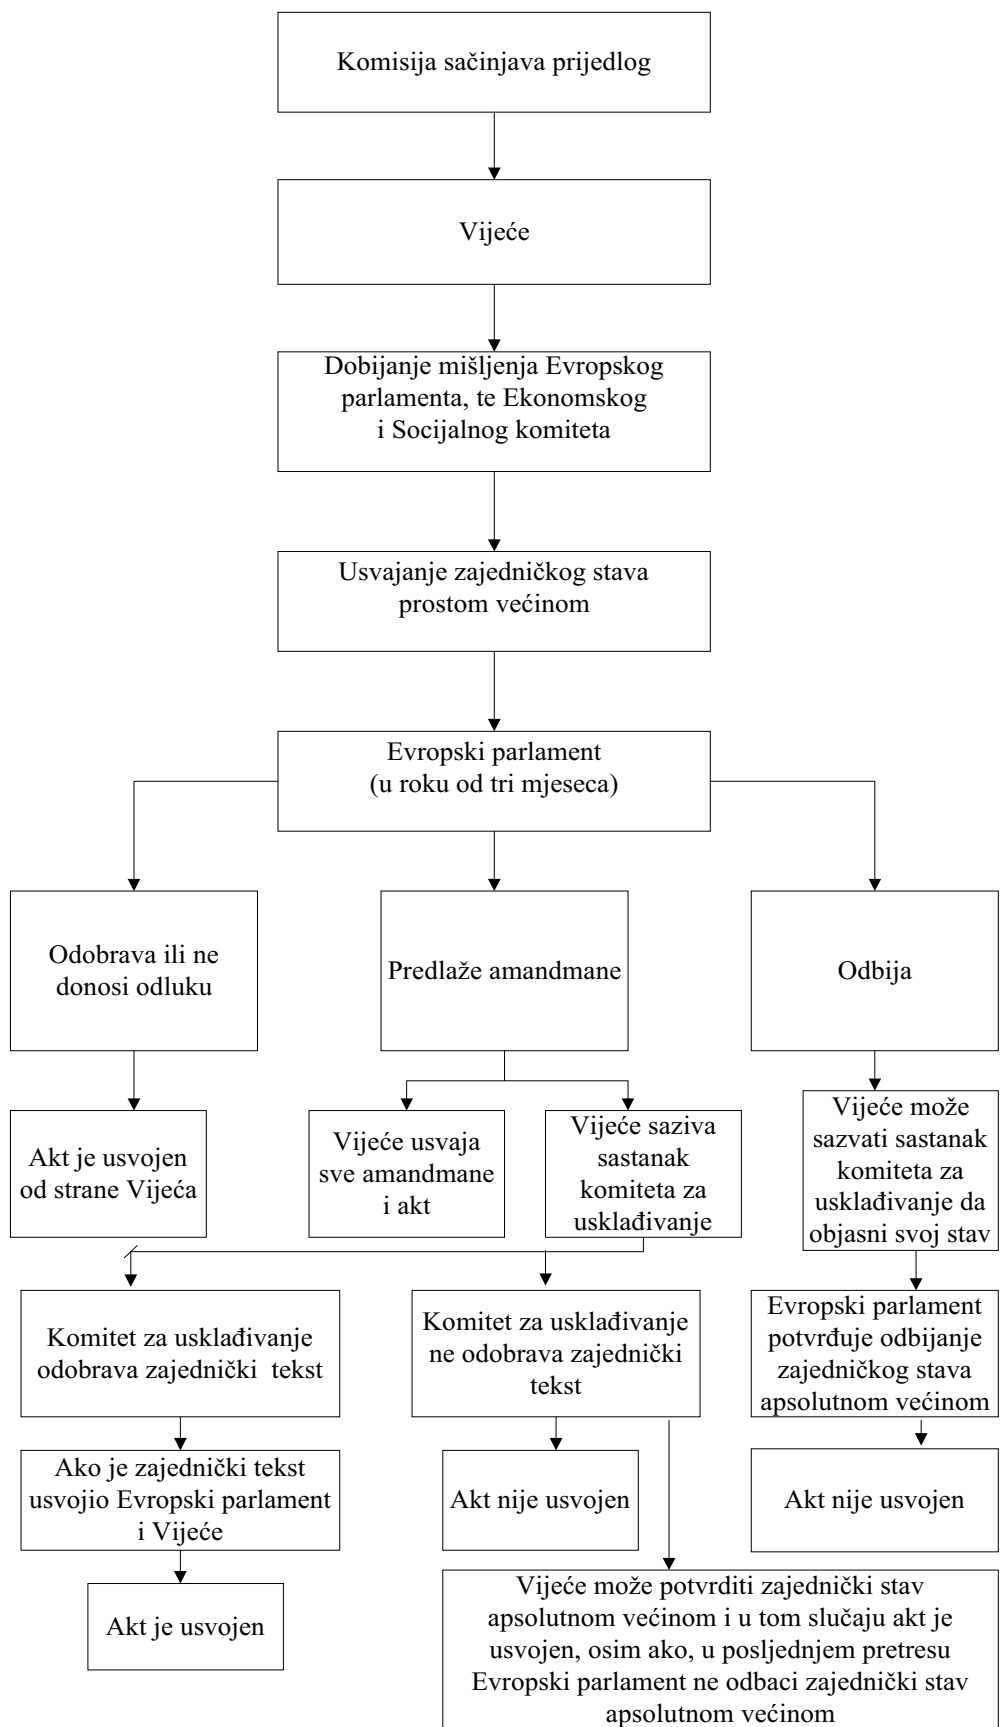 Komisija sačinjava prijedlog
Vijeće
Dobijanje mišljenja Evropskog
parlamenta, te Ekonomskog
i Socijalnog komiteta
Usvajanje zajedničkog stava
prostom većinom
Evropski parlament
(u roku od tri mjeseca)
Odobrava ili ne
donosi odluku
Predlaže amandmane
Odbija
Akt je usvojen
od strane Vijeća
Vijeće usvaja
sve amandmane
i akt
Vijeće saziva
sastanak
komiteta za
usklađivanje
Vijeće može
sazvati sastanak
komiteta za
usklađivanje da
objasni svoj stav
Komitet za usklađivanje
odobrava zajednički tekst
Komitet za usklađivanje
ne odobrava zajednički
tekst
Evropski parlament
potvrđuje odbijanje
zajedničkog stava
apsolutnom većinom
Ako je zajednički tekst
usvojio Evropski parlament
i Vijeće
Akt nije usvojen
Akt nije usvojen
Akt je usvojen
Vijeće može potvrditi zajednički stav
apsolutnom većinom i u tom slučaju akt je
usvojen, osim ako, u posljednjem pretresu
Evropski parlament ne odbaci zajednički stav
apsolutnom većinom